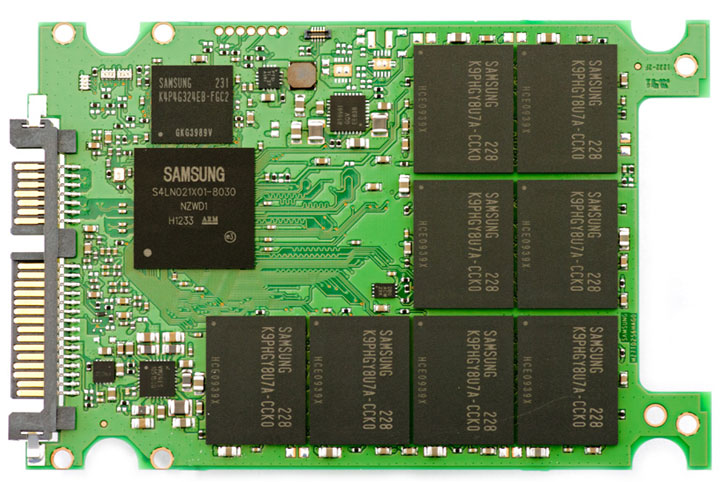 SAMSUNG 231
K4P4G324EB-FGC2
GKG3989V
SAMSUNG
S4LN021X01-8030
NZWD1
H1233 ARM
e3
SAMSUNG 228
K9PHGY8U7A-CCK0
HCE0939X
SAMSUNG 228
K9PHGY8U7A-CCK0
HCE0939X
SAMSUNG 228
K9PHGY8U7A-CCK0
HCE0939X
SAMSUNG 228
K9PHGY8U7A-CCK0
HCE0939X
SAMSUNG 228
K9PHGY8U7A-CCK0
HCE0939X
SAMSUNG 228
K9PHGY8U7A-CCK0
HCE0939X
SAMSUNG 228
K9PHGY8U7A-CCK0
HCE0939X
SAMSUNG 228
K9PHGY8U7A-CCK0
HCE0939X
SAMSUNG